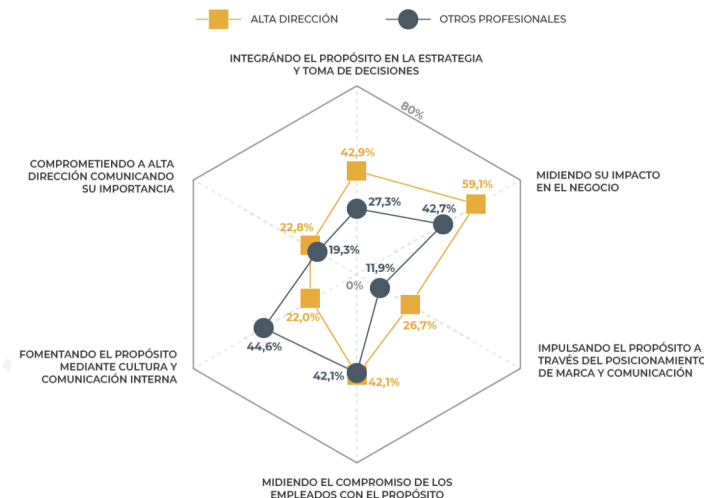 ALTA DIRECCIÓN
OTROS PROFESIONALES
INTEGRÁNDO EL PROPÓSITO EN LA ESTRATEGIA
Y TOMA DE DECISIONES
80%
COMPROMETIENDO A ALTA
DIRECCIÓN COMUNICANDO
SU IMPORTANCIA
MIDIENDO SU IMPACTO
EN EL NEGOCIO
42,9%
59,1%
27,3%
42,7%
22,8%
19,3%
11,9%
0%
22,0%
26,7%
44,6%
42,1%
42,1%
FOMENTANDO EL PROPÓSITO
MEDIANTE CULTURA Y
COMUNICACIÓN INTERNA
IMPULSANDO EL PROPÓSITO A
TRAVÉS DEL POSICIONAMIENTO
DE MARCA Y COMUNICACIÓN
MIDIENDO EL COMPROMISO DE LOS
EMPLEADOS CON EL PROPÓSITO